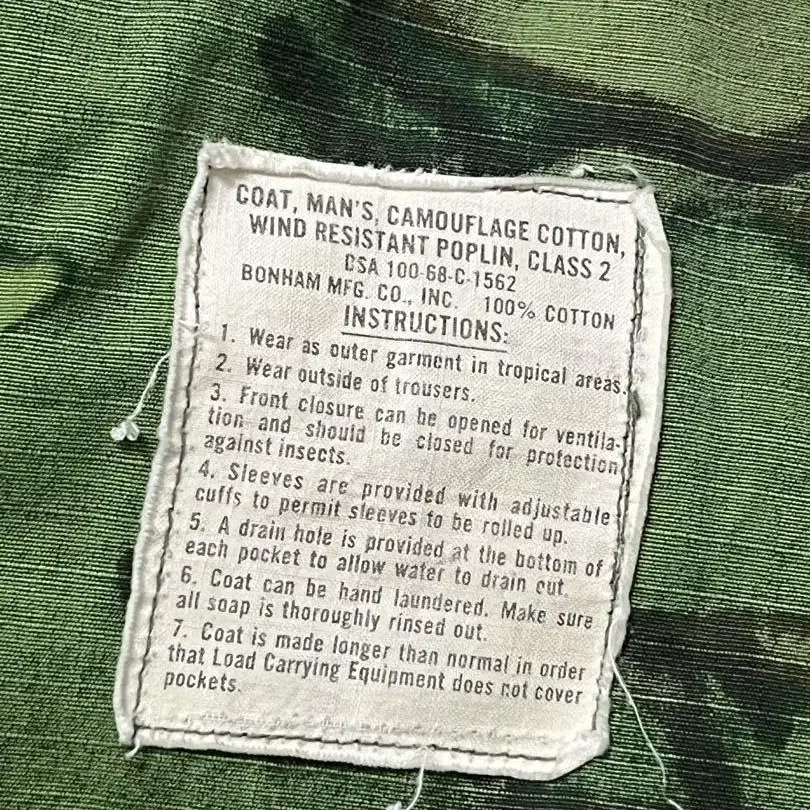 COAT, MAN'S, CAMOUFLAGE COTTON,
WIND RESISTANT POPLIN, CLASS 2
DSA 100-68-C-1562
BONHAM MFG. CO., INC. 100% COTTON
INSTRUCTIONS:
1. Wear as outer garment in tropical areas.
2. Wear outside of trousers.
3. Front closure can be opened for ventila-
tion and should be closed for protection
against insects.
4. Sleeves are provided with adjustable
cuffs to permit sleeves to be rolled up.
5. A drain hole is provided at the bottom of
each pocket to allow water to drain out.
6. Coat can be hand laundered. Make sure
all soap is thoroughly rinsed out.
7. Coat is made longer than normal in order
that Load Carrying Equipment does not cover
pockets.